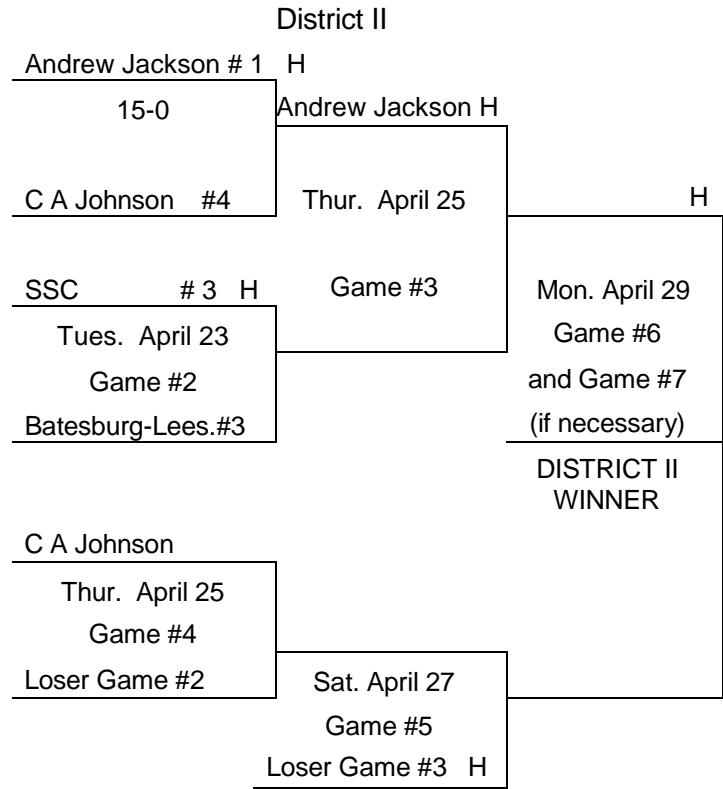 District II
Andrew Jackson # 1 H
15-0
Andrew Jackson H
C A Johnson #4
Thur. April 25
H
SSC # 3 H
Game #3
Mon. April 29
Tues. April 23
Game #6
Game #2
and Game #7
Batesburg-Lees.#3
(if necessary)
DISTRICT II
WINNER
C A Johnson
Thur. April 25
Game #4
Loser Game #2
Sat. April 27
Game #5
Loser Game #3 H